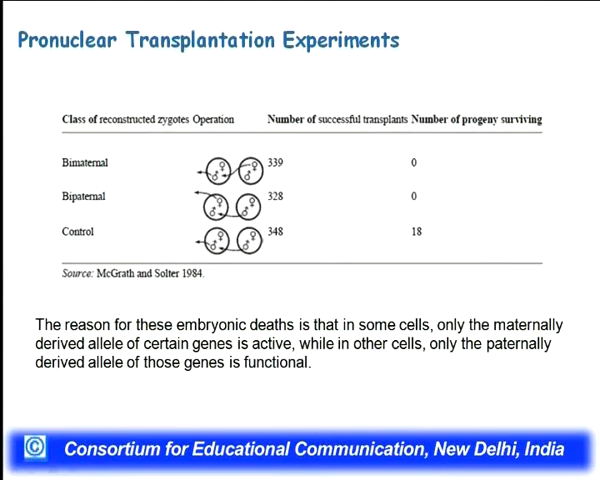 Pronuclear Transplantation Experiments
Class of reconstructed zygotes Operation Number of successful transplants Number of progeny surviving
Bimaternal 339 0
Bipaternal 328 0
Control 348 18
Source: McGrath and Solter 1984.
The reason for these embryonic deaths is that in some cells, only the maternally
derived allele of certain genes is active, while in other cells, only the paternally
derived allele of those genes is functional.
© Consortium for Educational Communication, New Delhi, India